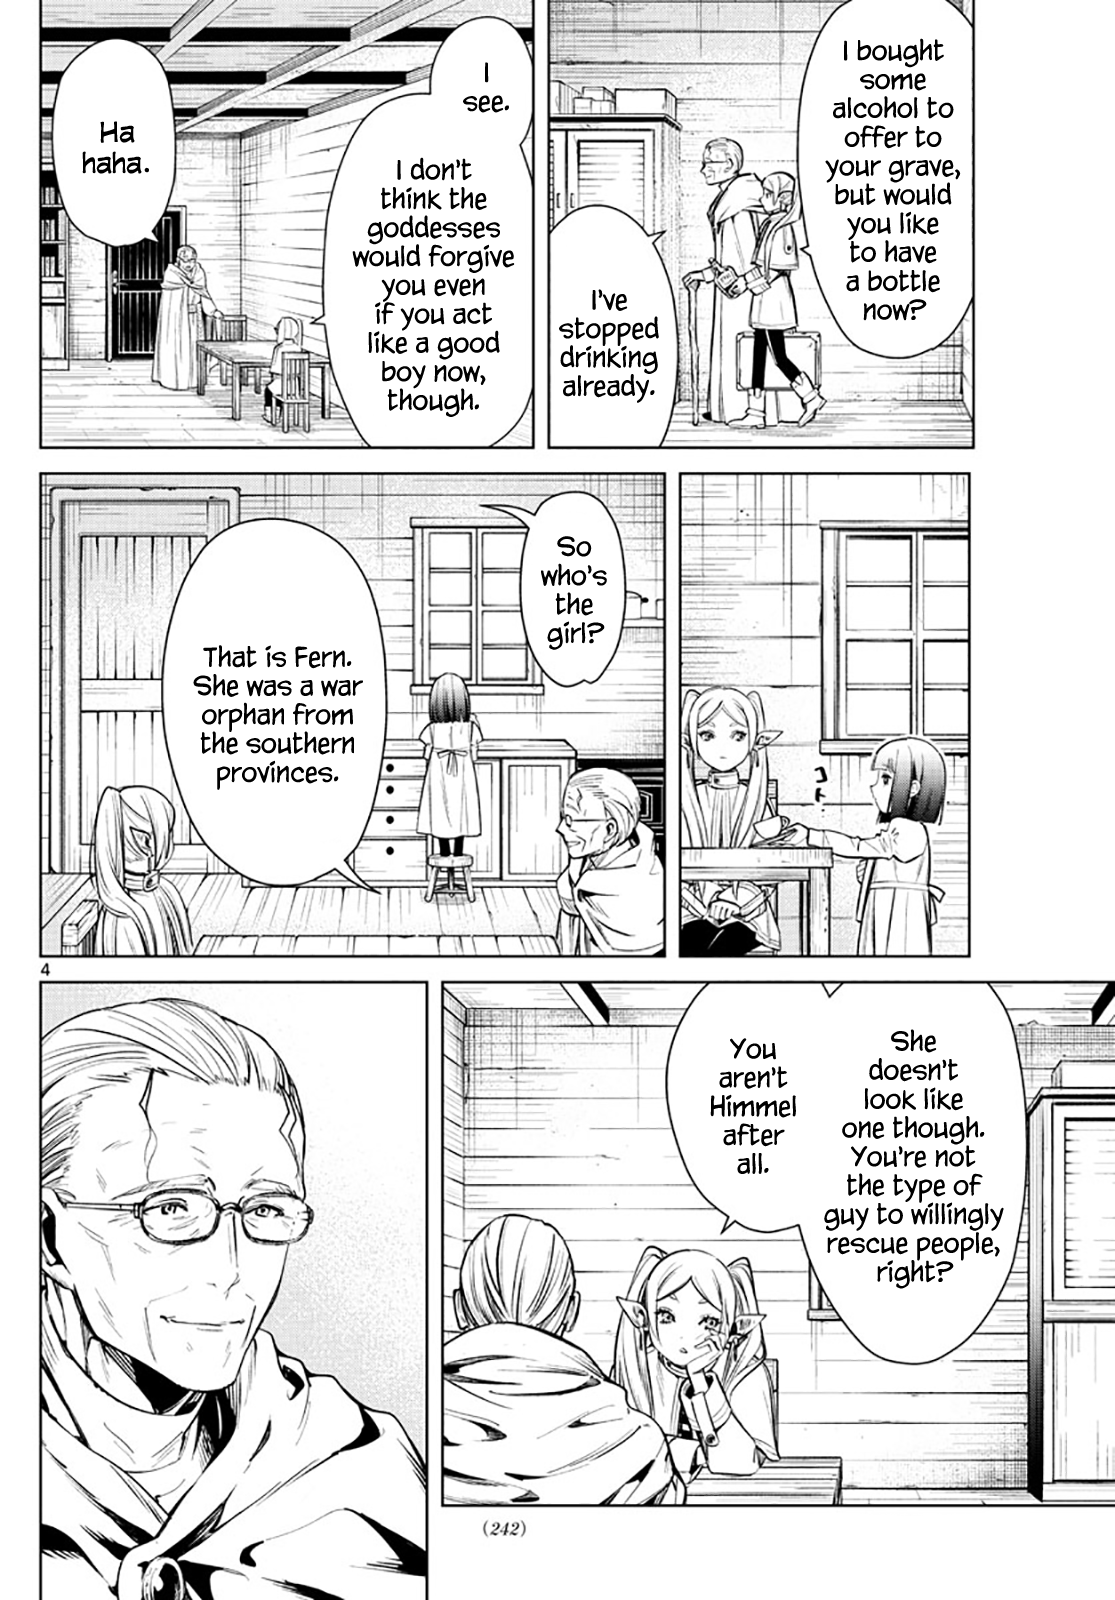 I bought
some
alcohol to
offer to
your grave,
but would
you like
to have
a bottle
now?
I've
stopped
drinking
already.
I
see.
I don't
think the
goddesses
would forgive
you even
if you act
like a good
boy now,
though.
Ha
haha.
コト
So
who's
the
girl?
That is Fern.
She was a war
orphan from
the southern
provinces.
4
She
doesn't
look like
one though.
You're not
the type of
guy to willingly
rescue people,
right?
You
aren't
Himmel
after
all.
(242)